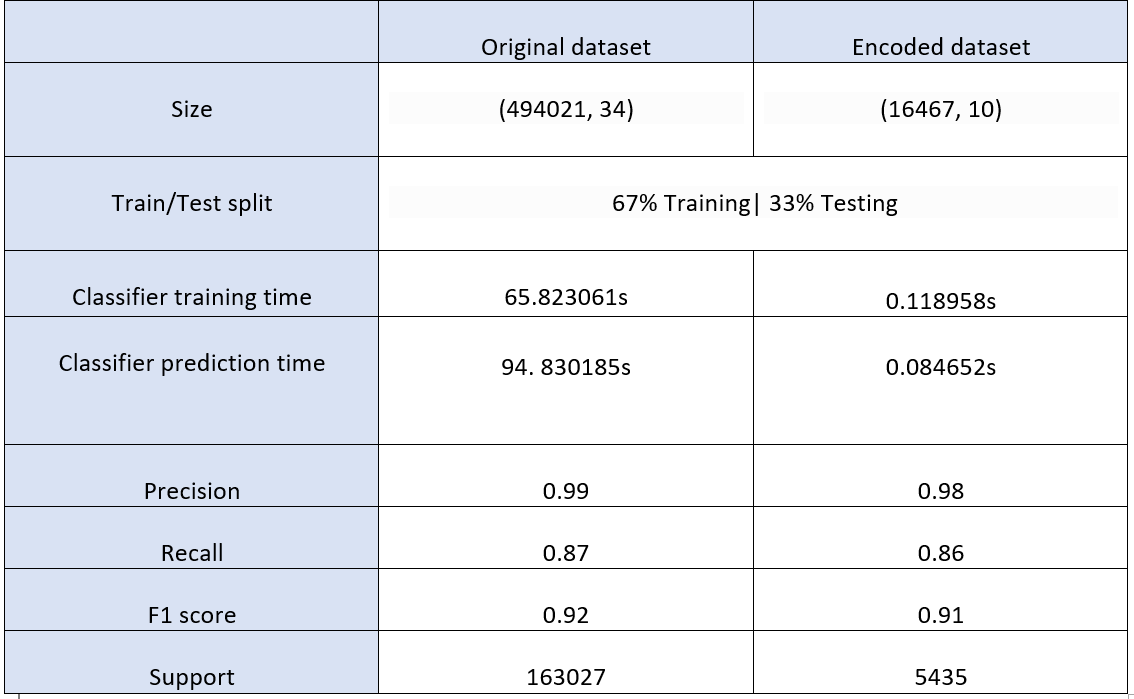 Original dataset Encoded dataset
Size (494021, 34) (16467, 10)
Train/Test split 67% Training| 33% Testing
Classifier training time 65.823061s 0.118958s
Classifier prediction time 94. 830185s 0.084652s
Precision 0.99 0.98
Recall 0.87 0.86
F1 score 0.92 0.91
Support 163027 5435